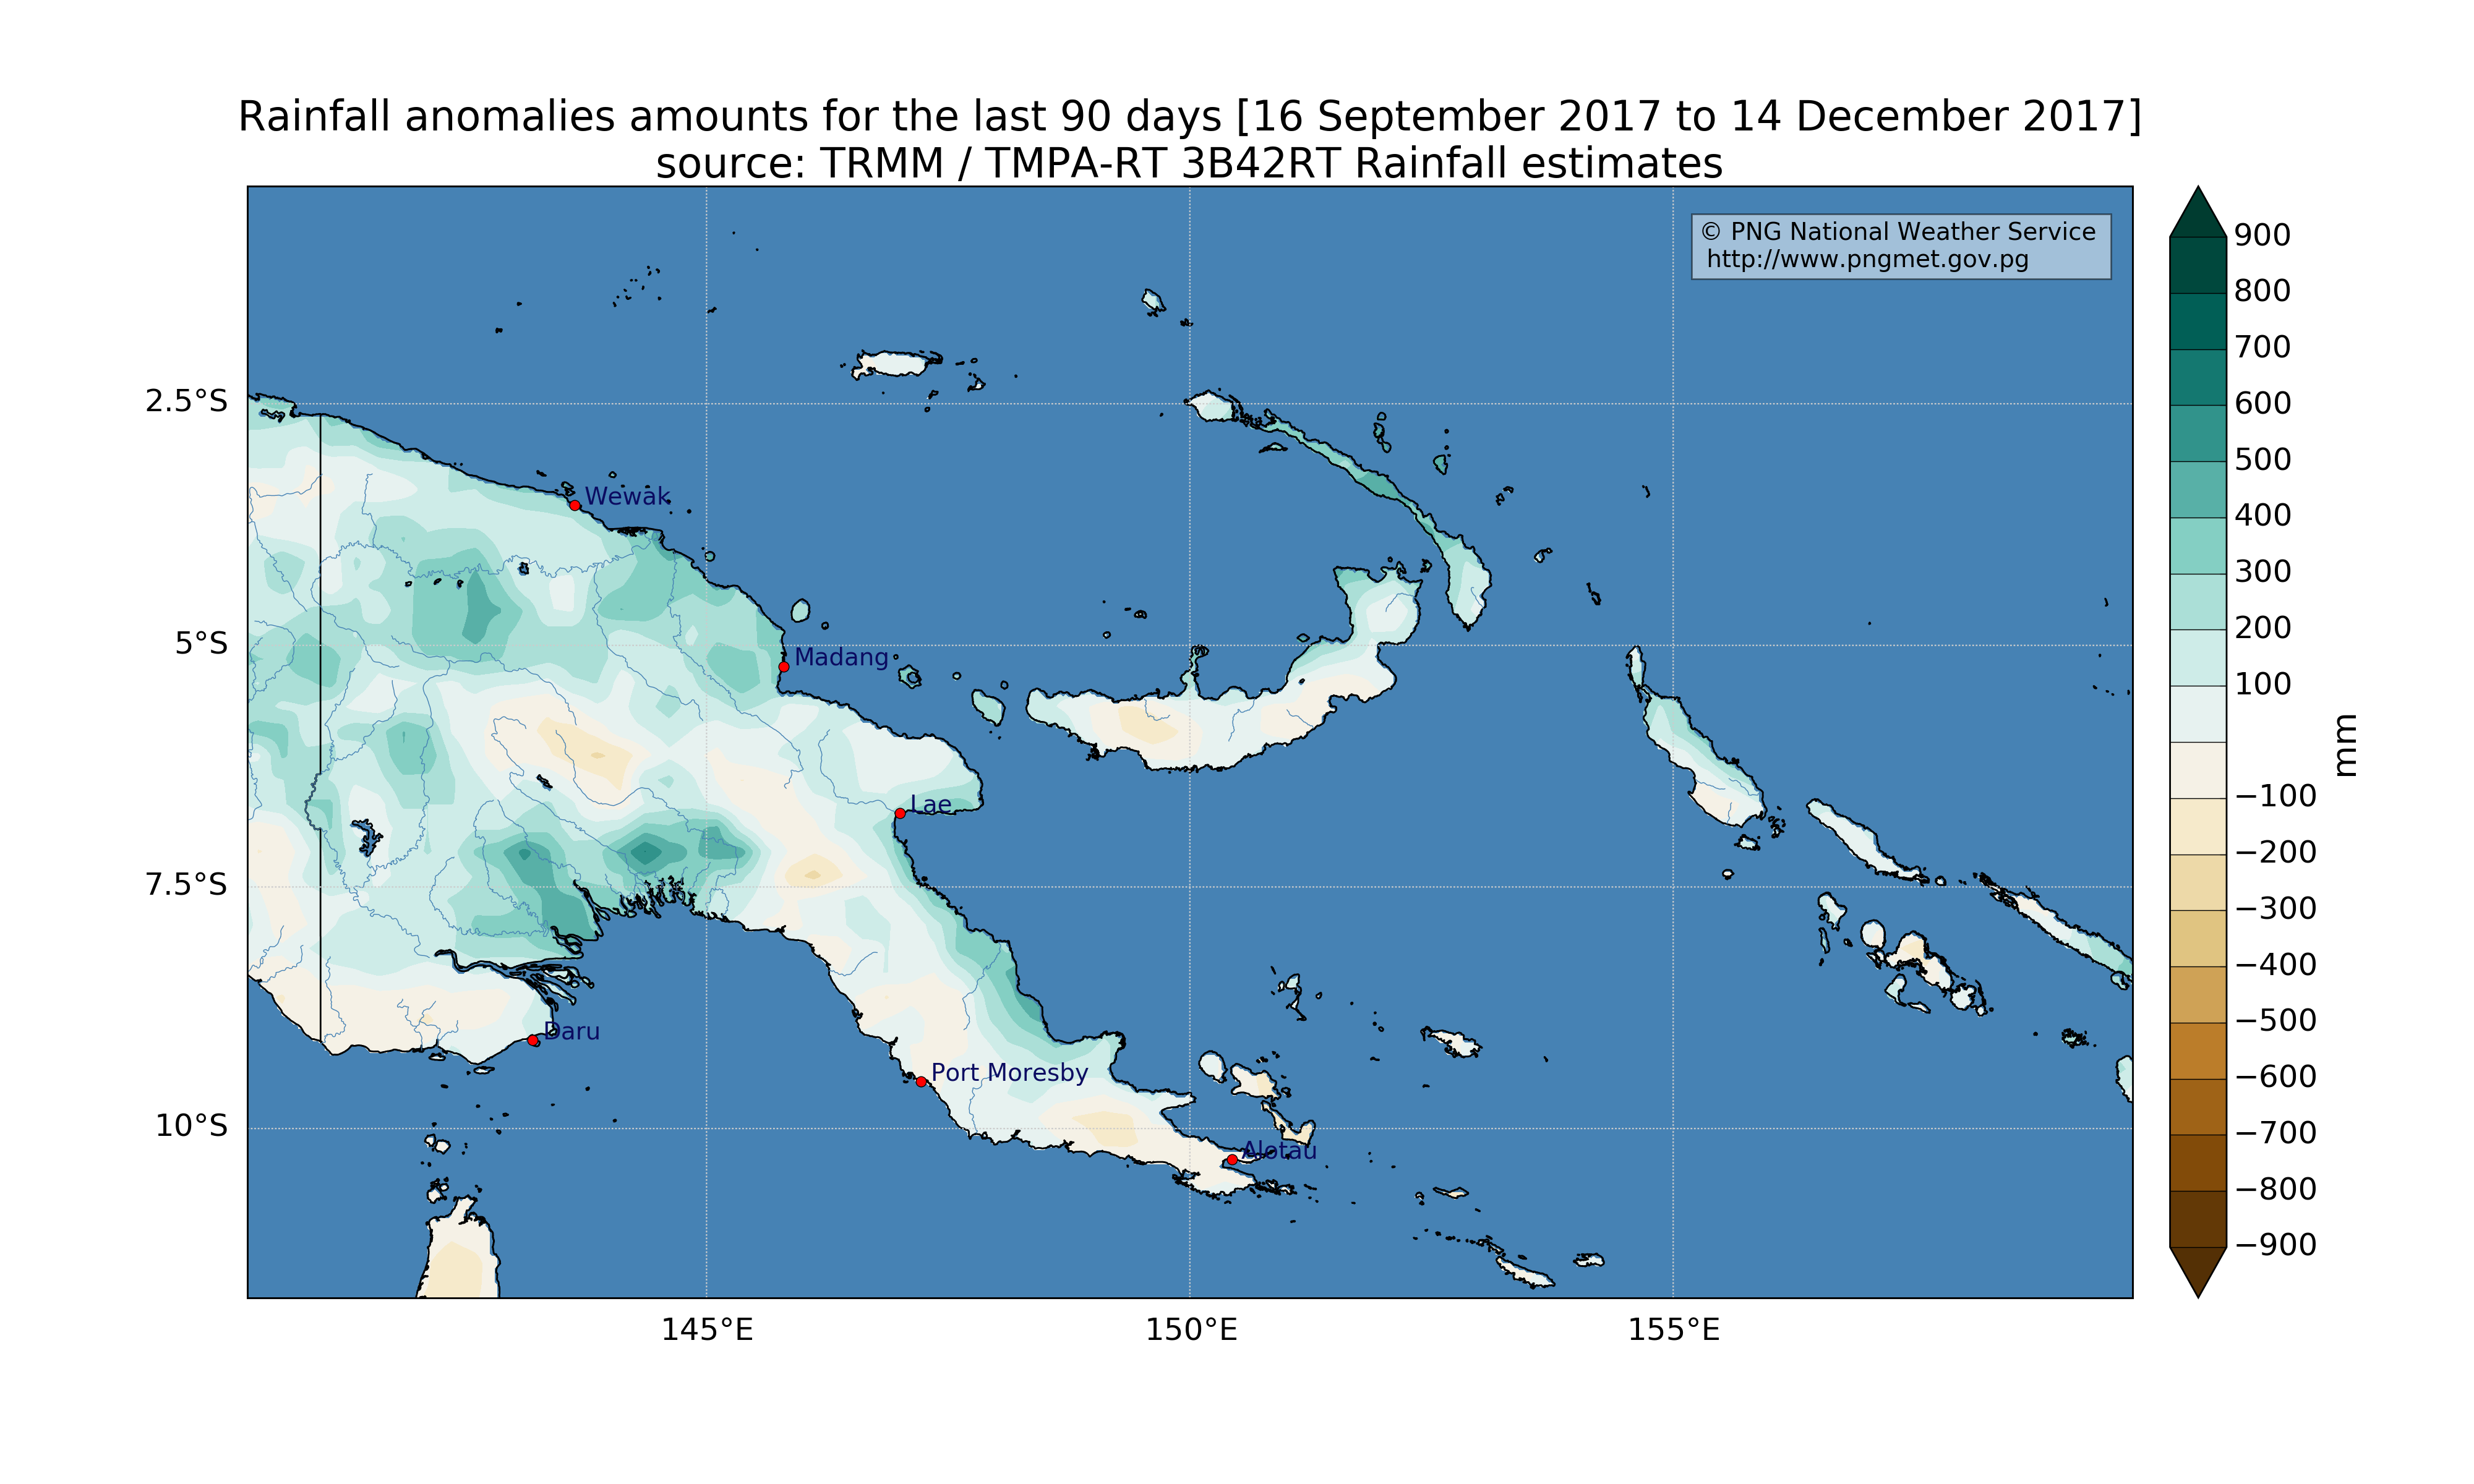 Rainfall anomalies amounts for the last 90 days [16 September 2017 to 14 December 2017]
source: TRMM / TMPA-RT 3B42RT Rainfall estimates
© PNG National Weather Service
http://www.pngmet.gov.pg
900
800
700
600
500
400
300
200
100
−100
−200
−300
−400
−500
−600
−700
−800
−900
mm
2.5°S
5°S
7.5°S
10°S
Wewak
Madang
Lae
Daru
Port Moresby
Alotau
145°E
150°E
155°E